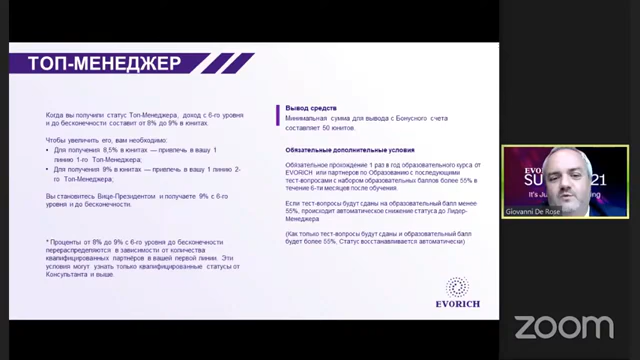 ТОП-МЕНЕДЖЕР
Когда вы получили статус Топ-Менеджера, доход с 6-го уровня
и до бесконечности составит от 8% до 9% в юнитах.
Чтобы увеличить его, вам необходимо:
• Для получения 8,5% в юнитах — привлечь в вашу 1
линию 1-го Топ-Менеджера;
• Для получения 9% в юнитах — привлечь в вашу 1 линию 2-
го Топ-Менеджера;
Вы становитесь Вице-Президентом и получаете 9% с 6-го
уровня и до бесконечности.
* Проценты от 8% до 9% с 6-го уровня до бесконечности
перераспределяются в зависимости от количества
квалифицированных партнёров в вашей первой линии. Эти
условия могут узнать только квалифицированные статусы от
Консультанта и выше.
Вывод средств
Минимальная сумма для вывода с Бонусного счета
составляет 50 юнитов.
Обязательные дополнительные условия
Обязательное прохождение 1 раз в год образовательного курса от
EVORICH или партнеров по Образованию с последующими
тест-вопросами с набором образовательных баллов более 55% в
течение 6-ти месяцев после обучения.
Если тест-вопросы будут сданы на образовательный балл менее
55%, происходит автоматическое снижение статуса до Лидер-
Менеджера
(Как только тест-вопросы будут сданы и образовательный балл
будет более 55%, Статус восстанавливается автоматически)
EVORICH
Giovanni De Rose
zoom